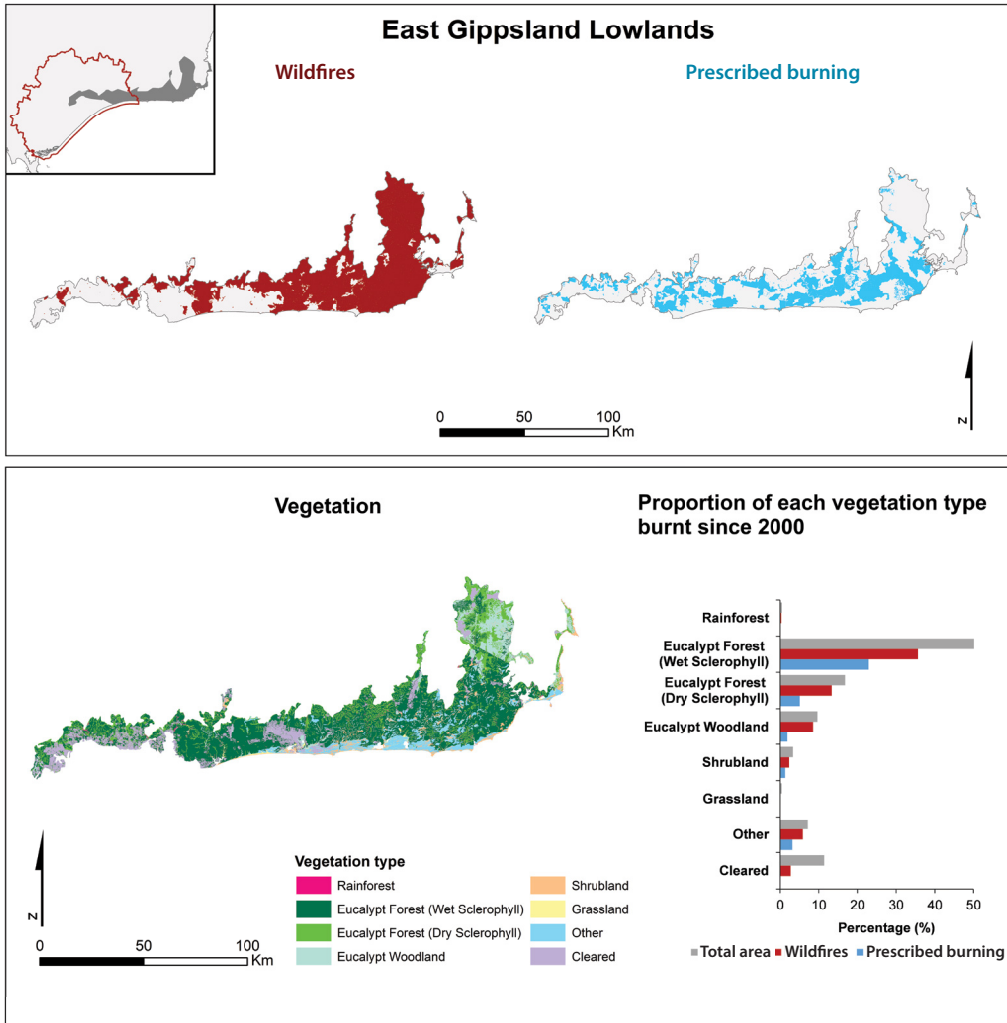 East Gippsland Lowlands
Wildfires
Prescribed burning
0 50 100
Km
N
Vegetation
Proportion of each vegetation type
burnt since 2000
Rainforest
Eucalypt Forest
(Wet Sclerophyll)
Eucalypt Forest
(Dry Sclerophyll)
Eucalypt Woodland
Shrubland
Grassland
Other
Cleared
0 10 20 30 40 50
Percentage (%)
Total area Wildfires Prescribed burning
N
0 50 100
Km
Vegetation type
Rainforest
Eucalypt Forest (Wet Sclerophyll)
Eucalypt Forest (Dry Sclerophyll)
Eucalypt Woodland
Shrubland
Grassland
Other
Cleared